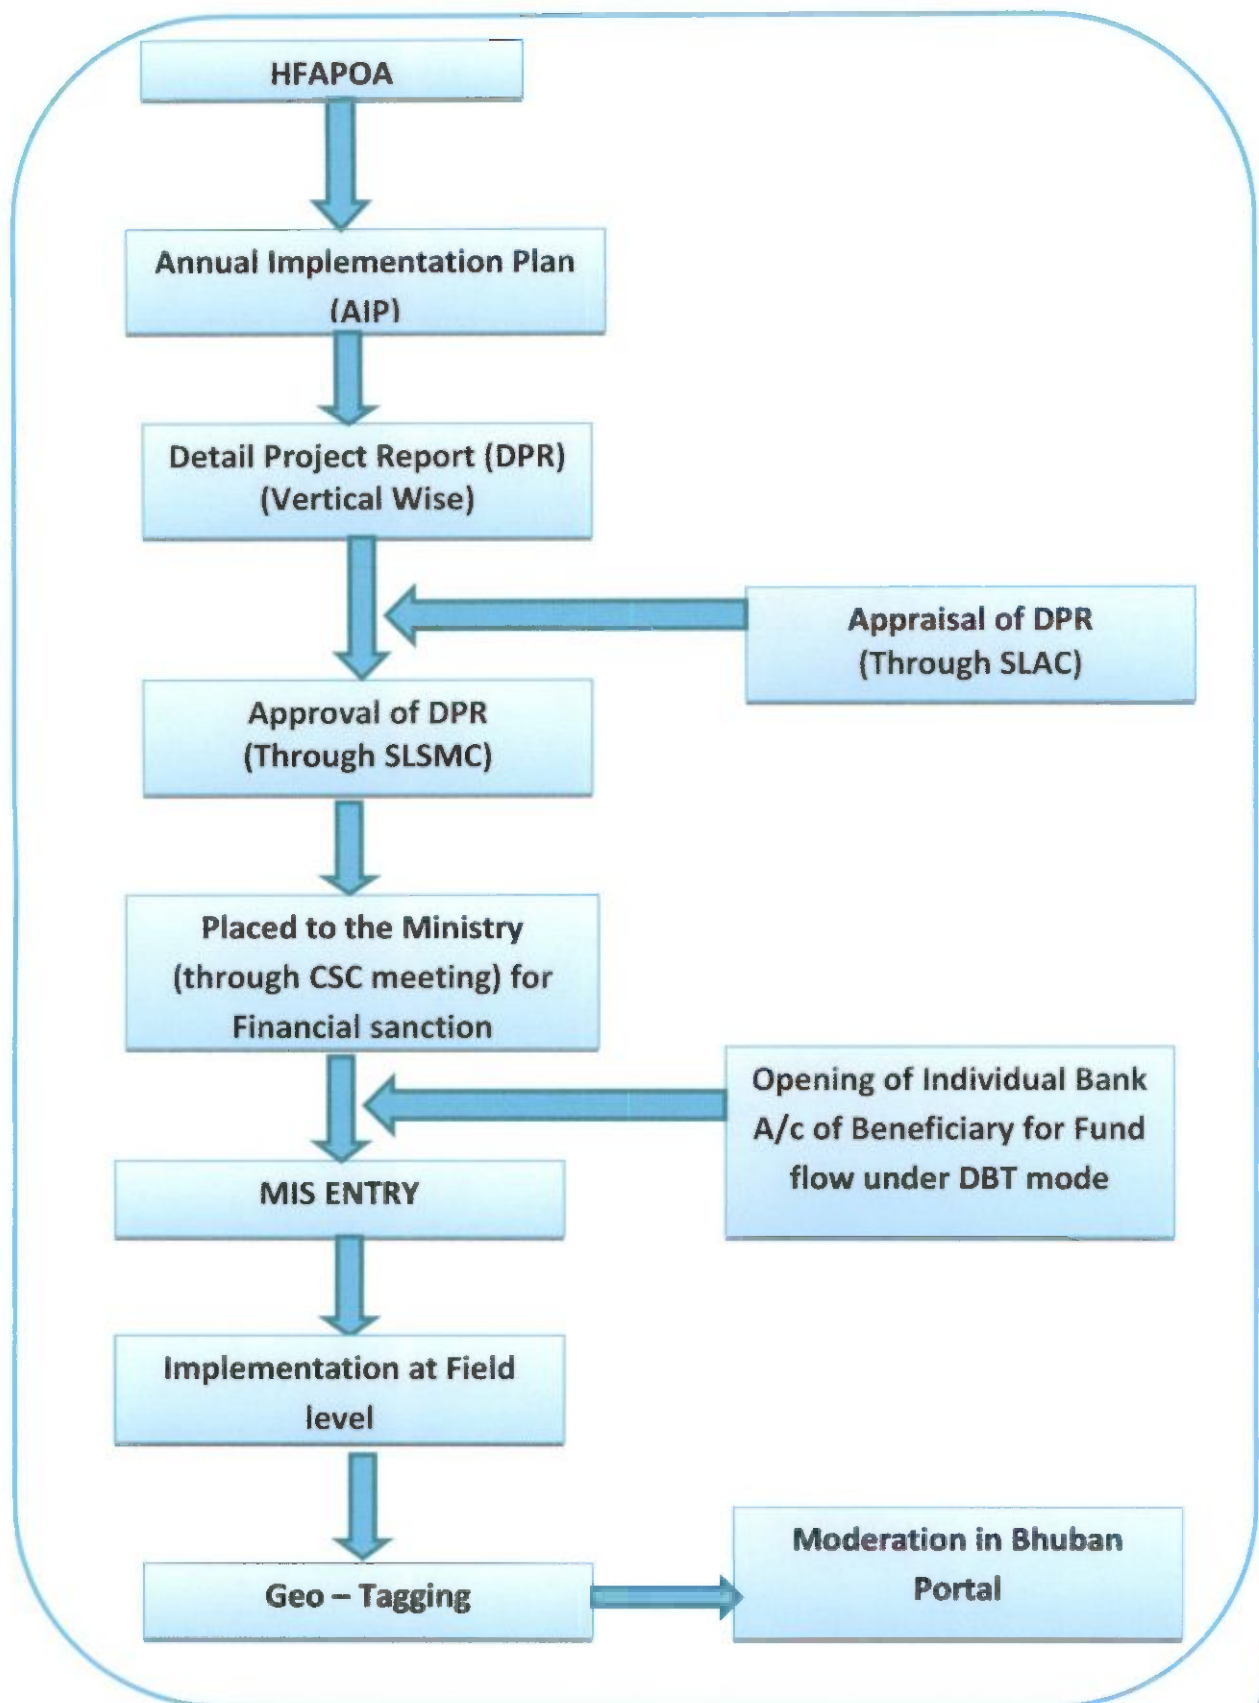 HFAPOA
Annual Implementation Plan
(AIP)
Detail Project Report (DPR)
(Vertical Wise)
Appraisal of DPR
(Through SLAC)
Approval of DPR
(Through SLSMC)
Placed to the Ministry
(through CSC meeting) for
Financial sanction
Opening of Individual Bank
A/c of Beneficiary for Fund
flow under DBT mode
MIS ENTRY
Implementation at Field
level
Geo – Tagging
Moderation in Bhuban
Portal